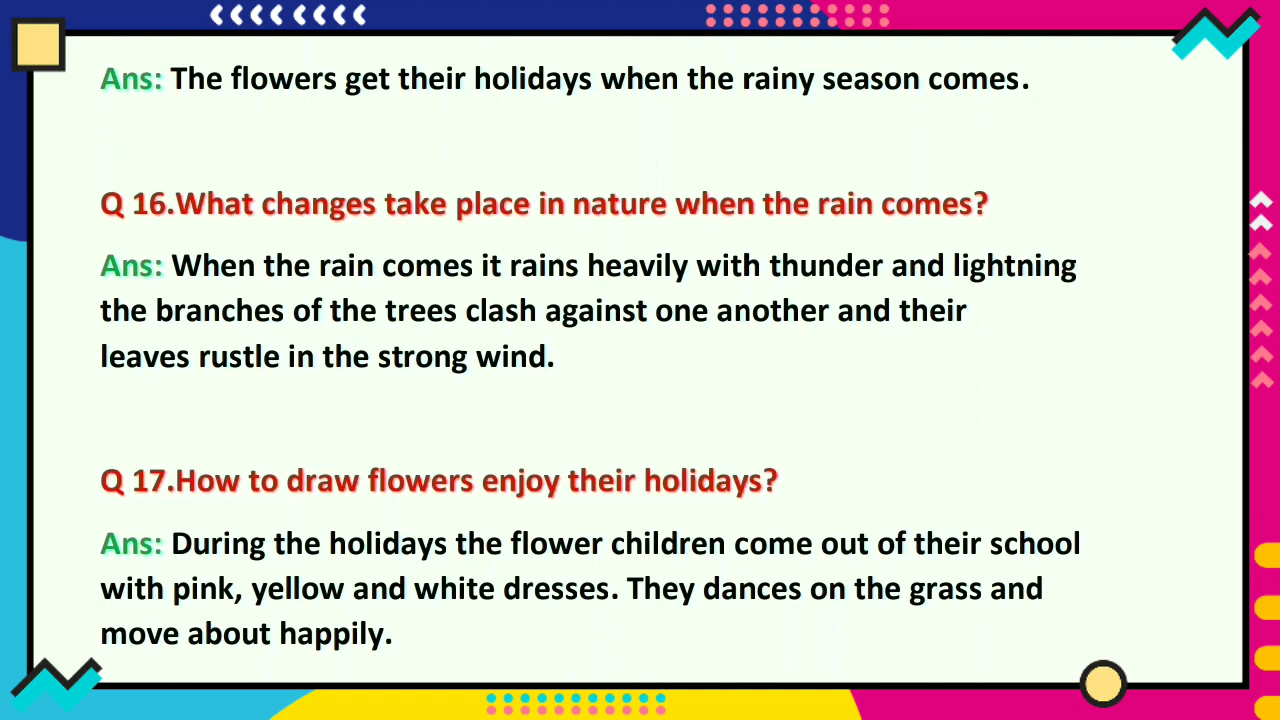 Ans: The flowers get their holidays when the rainy season comes.
Q 16.What changes take place in nature when the rain comes?
Ans: When the rain comes it rains heavily with thunder and lightning
the branches of the trees clash against one another and their
leaves rustle in the strong wind.
Q 17.How to draw flowers enjoy their holidays?
Ans: During the holidays the flower children come out of their school
with pink, yellow and white dresses. They dances on the grass and
move about happily.